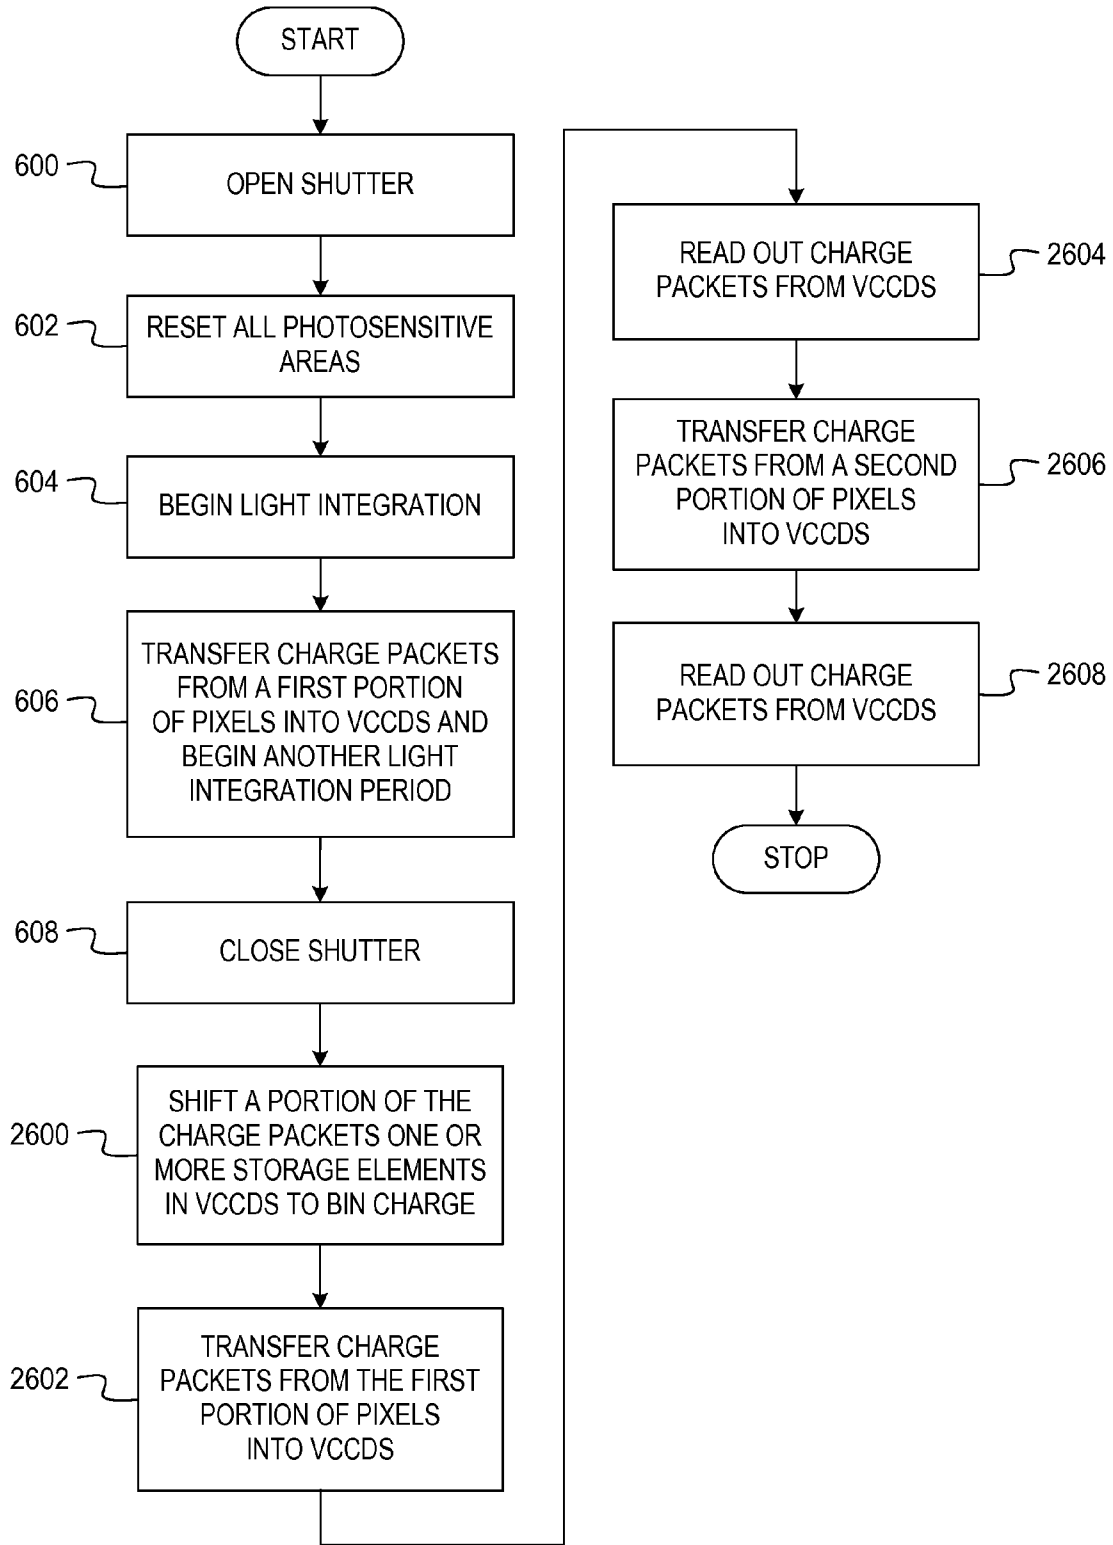 START
600
OPEN SHUTTER
602
RESET ALL PHOTOSENSITIVE
AREAS
604
BEGIN LIGHT INTEGRATION
606
TRANSFER CHARGE PACKETS
FROM A FIRST PORTION
OF PIXELS INTO VCCDS AND
BEGIN ANOTHER LIGHT
INTEGRATION PERIOD
608
CLOSE SHUTTER
2600
SHIFT A PORTION OF THE
CHARGE PACKETS ONE OR
MORE STORAGE ELEMENTS
IN VCCDS TO BIN CHARGE
2602
TRANSFER CHARGE
PACKETS FROM THE FIRST
PORTION OF PIXELS
INTO VCCDS
READ OUT CHARGE
PACKETS FROM VCCDS
2604
TRANSFER CHARGE
PACKETS FROM A SECOND
PORTION OF PIXELS
INTO VCCDS
2606
READ OUT CHARGE
PACKETS FROM VCCDS
2608
STOP